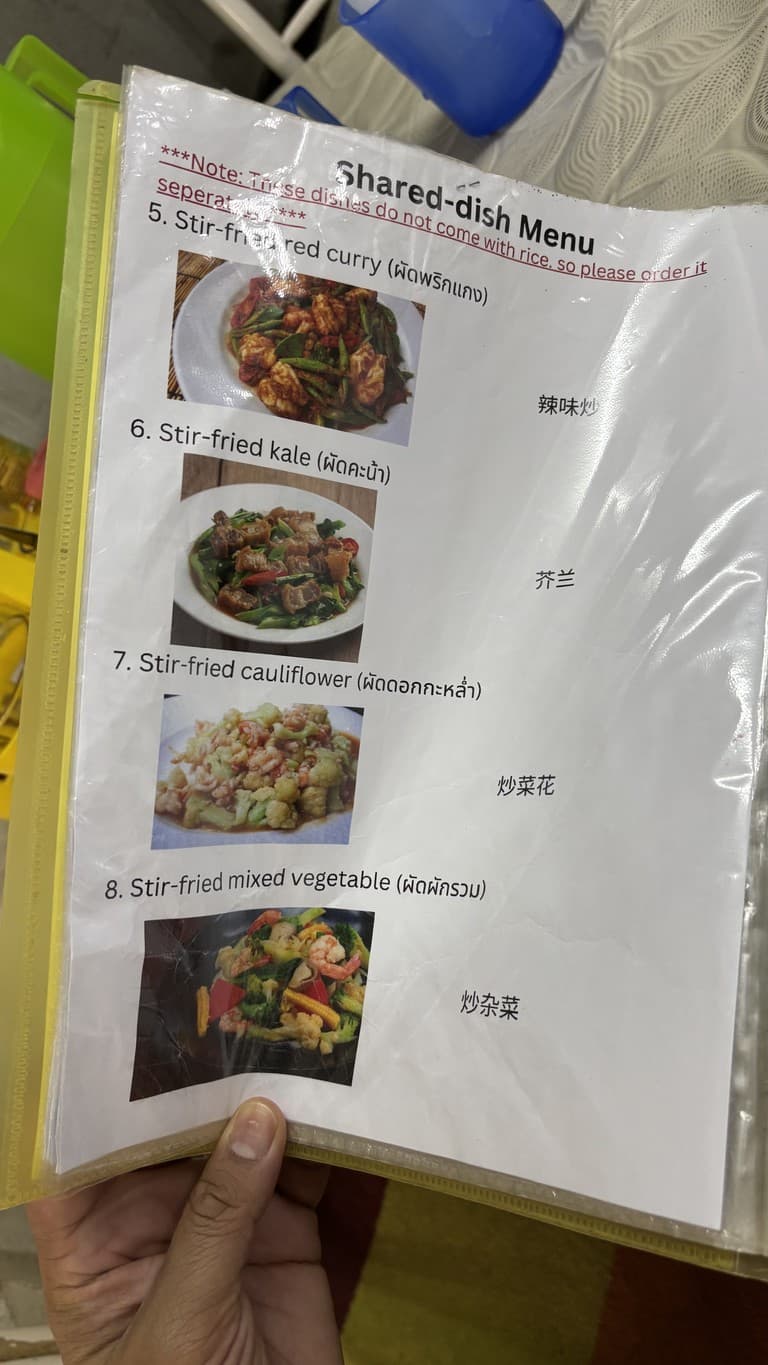 Shared-dish Menu
***Note: These dishes do not come with rice, so please order it
****
5. Stir-fried red curry (ผัดพริกแกง)
辣味炒
6. Stir-fried kale (ผัดคะน้า)
芥兰
7. Stir-fried cauliflower (ผัดดอกกะหล่ำ)
炒菜花
8. Stir-fried mixed vegetable (ผัดผักรวม)
炒杂菜